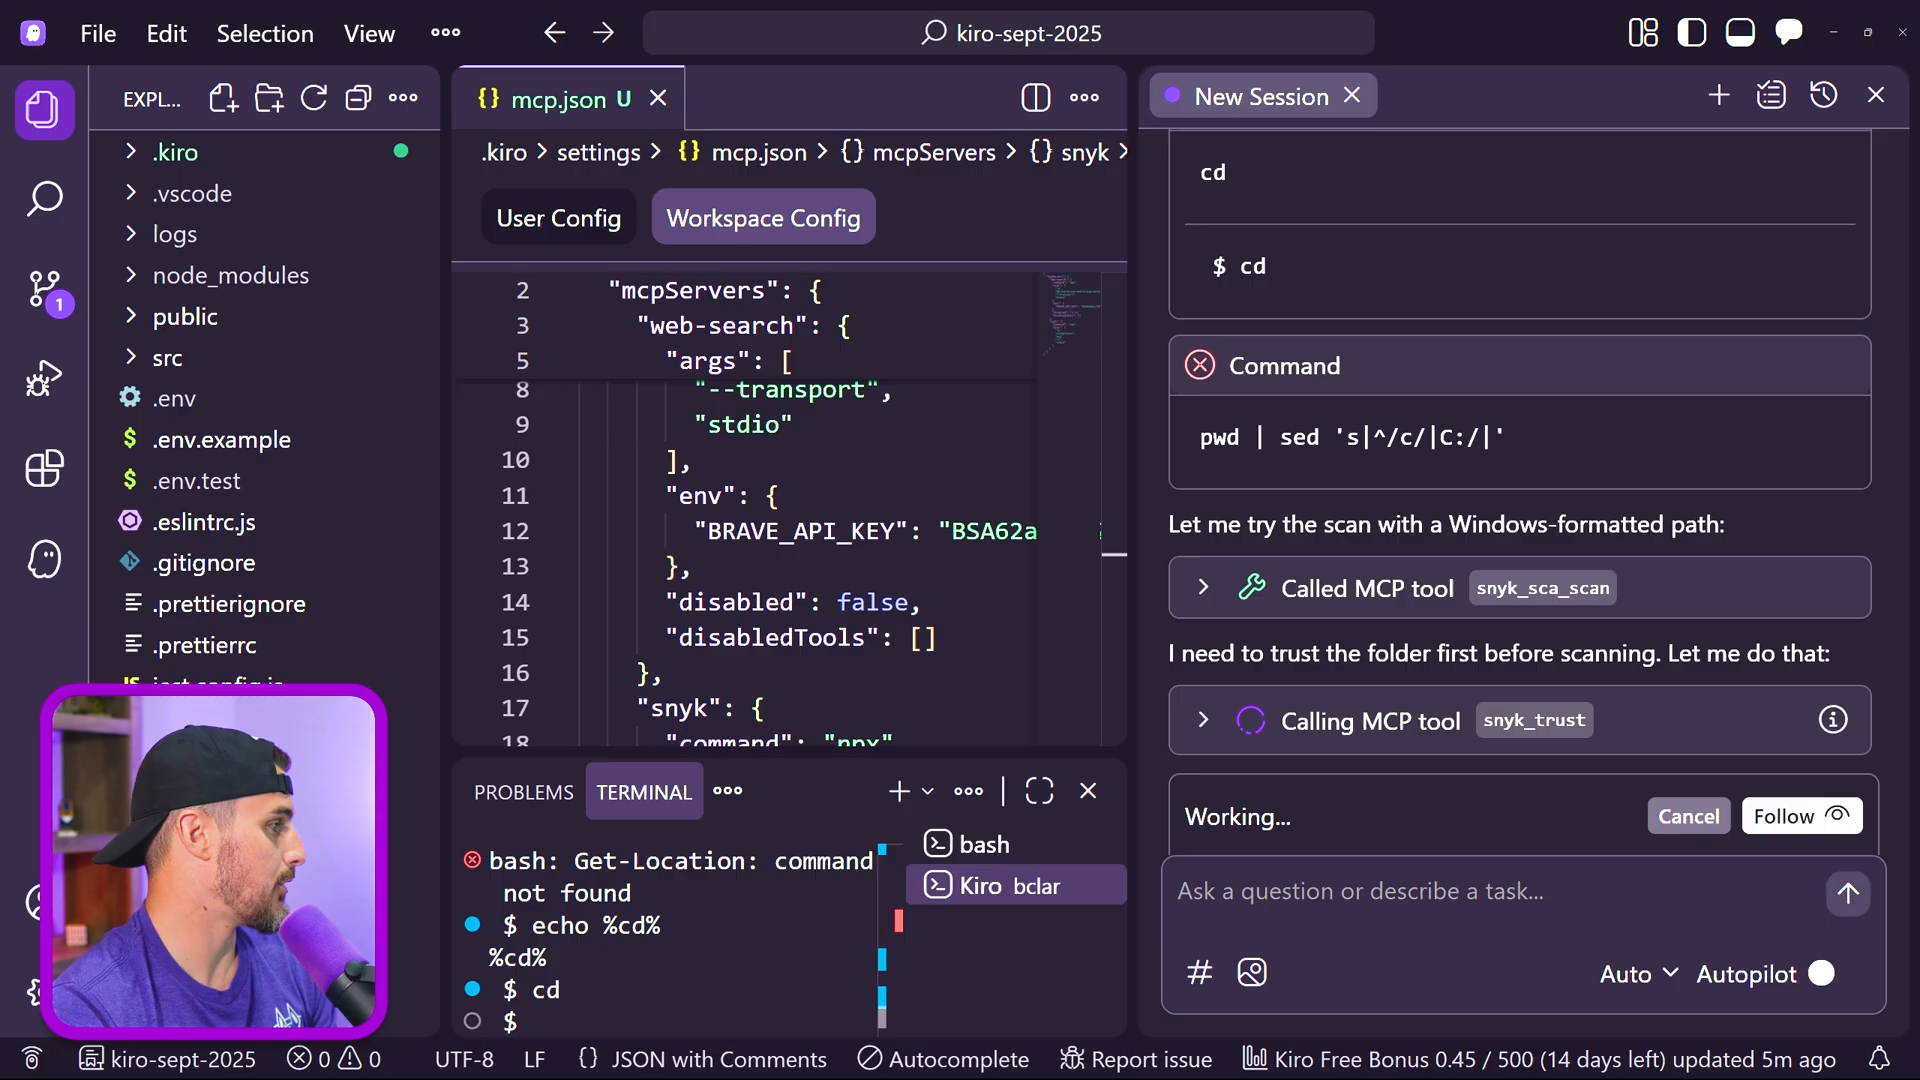 File Edit Selection View
kiro-sept-2025
EXPL...
.kiro
.vscode
logs
node_modules
public
src
.env
.env.example
.env.test
.eslintrc.js
.gitignore
.prettierignore
.prettierrc
mcp.json U
.kiro > settings > {} mcp.json > {} mcpServers > {} snyk >
User Config Workspace Config
2 "mcpServers": {
3 "web-search": {
5 "args": [
8 "--transport",
9 "stdio"
10 ],
11 "env": {
12 "BRAVE_API_KEY": "BSA62a
13 },
14 "disabled": false,
15 "disabledTools": []
16 },
17 "snyk": {
18 "command": "npx"
PROBLEMS TERMINAL
bash: Get-Location: command
not found
$ echo %cd%
%cd%
$ cd
$
bash
Kiro bclar
New Session
cd
$ cd
Command
pwd | sed 's|^/c/|C:/|'
Let me try the scan with a Windows-formatted path:
Called MCP tool snyk_sca_scan
I need to trust the folder first before scanning. Let me do that:
Calling MCP tool snyk_trust
Working... Cancel Follow
Ask a question or describe a task...
# Auto Autopilot
1
kiro-sept-2025 0 0 UTF-8 LF {} JSON with Comments Autocomplete Report issue Kiro Free Bonus 0.45 / 500 (14 days left) updated 5m ago